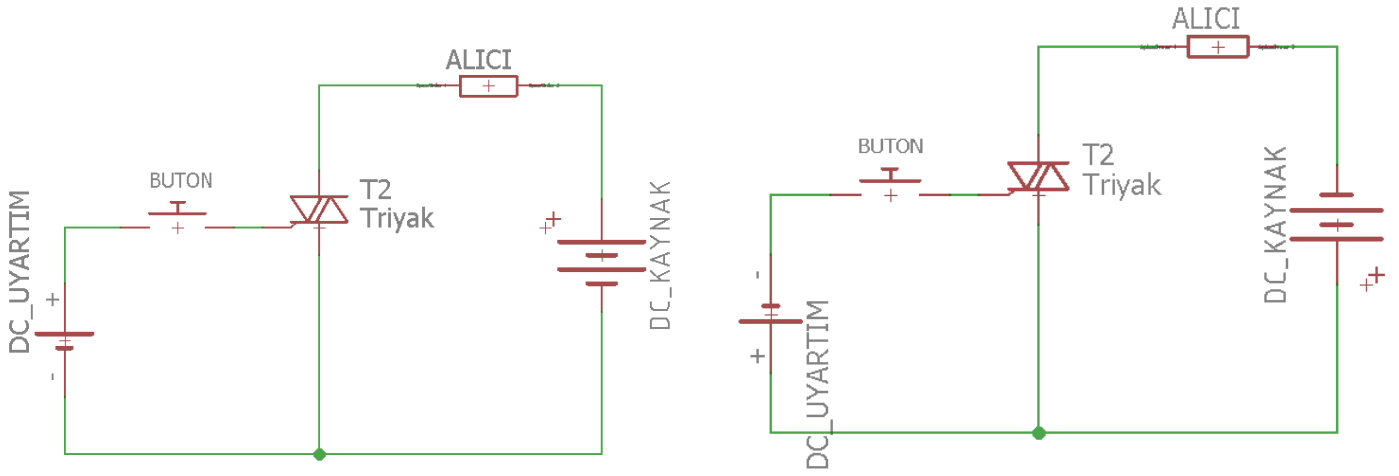 ALICI
BUTON
T2
Triyak
DC_UYARTIM
+
-
+
DC_KAYNAK
ALICI
BUTON
T2
Triyak
-
+
DC_UYARTIM
DC_KAYNAK
+